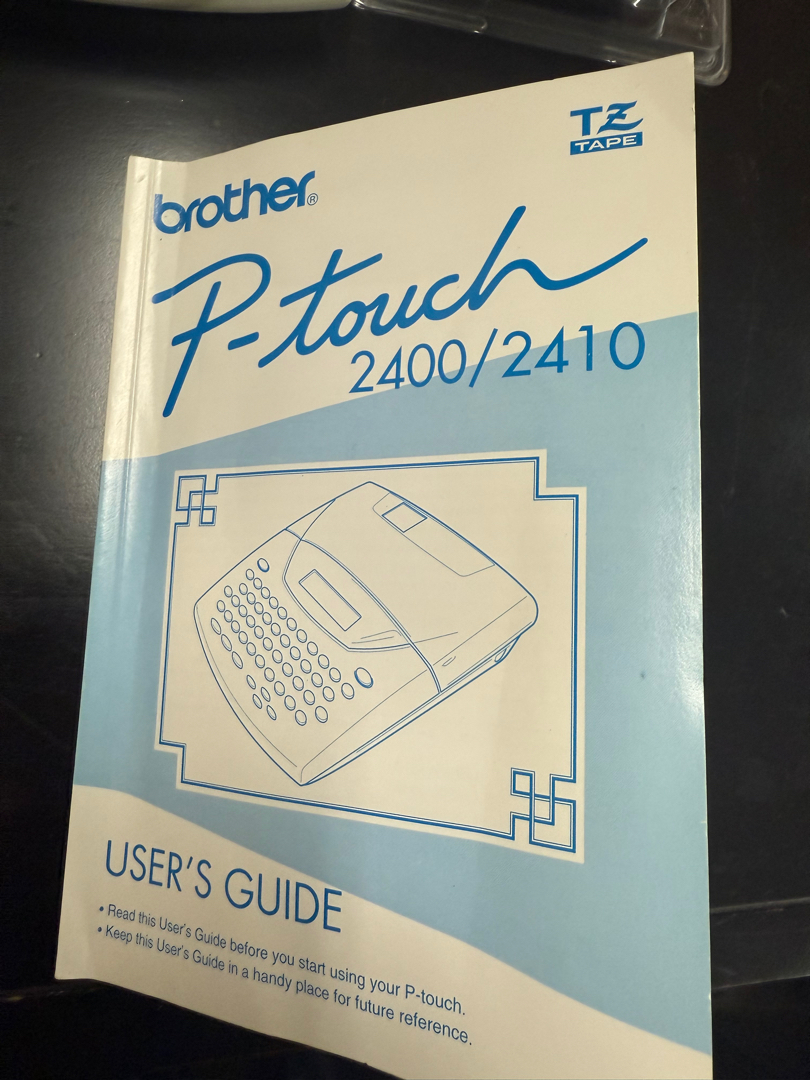 TZ
TAPE
brother®
P-touch
2400/2410
USER'S GUIDE
• Read this User's Guide before you start using your P-touch.
• Keep this User's Guide in a handy place for future reference.